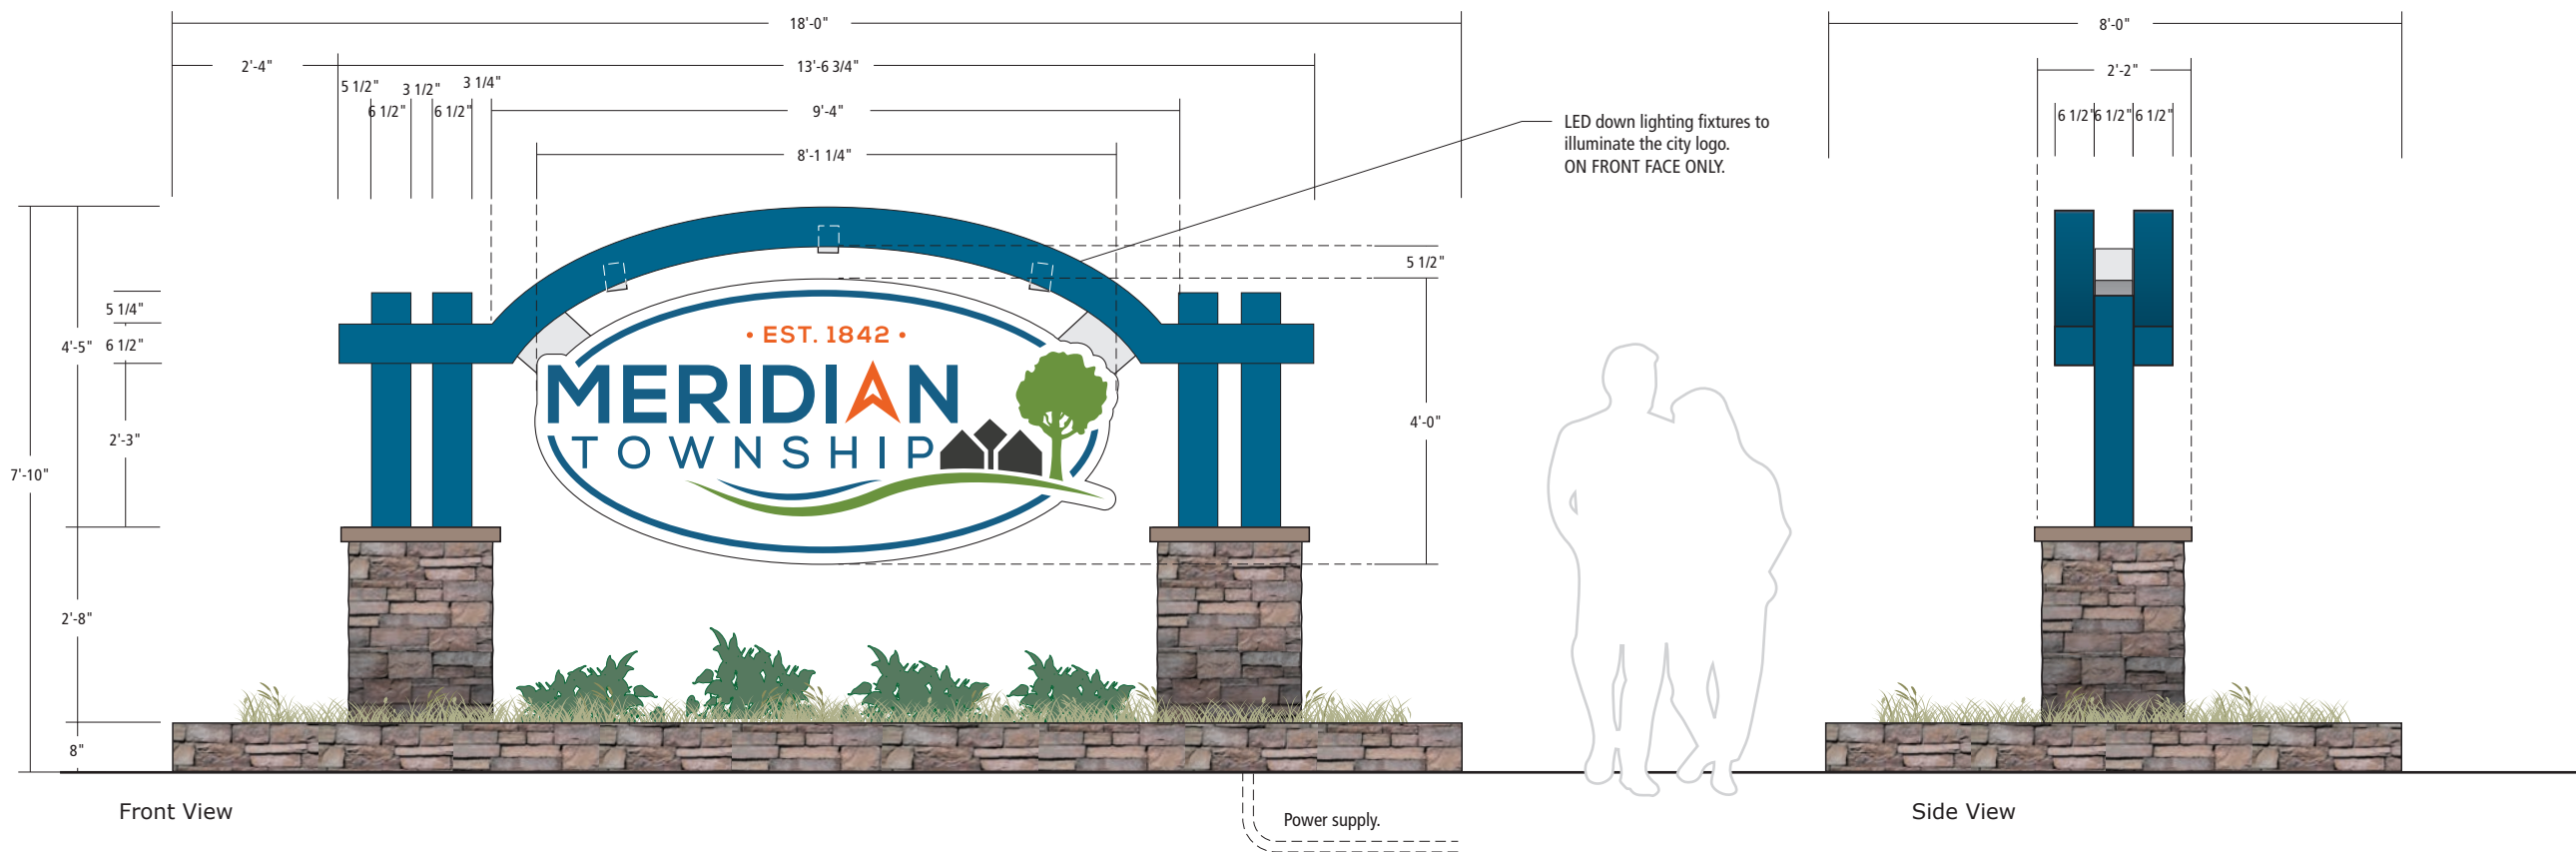 18'-0"
8'-0"
2'-4"
13'-6 3/4"
2'-2"
5 1/2"
3 1/2"
3 1/4"
6 1/2"
6 1/2"
9'-4"
6 1/2"
6 1/2"
6 1/2"
LED down lighting fixtures to
illuminate the city logo.
ON FRONT FACE ONLY.
8'-1 1/4"
5 1/2"
5 1/4"
4'-5"
6 1/2"
• EST. 1842 •
MERIDIAN
TOWNSHIP
4'-0"
2'-3"
7'-10"
2'-8"
8"
Front View
Power supply.
Side View